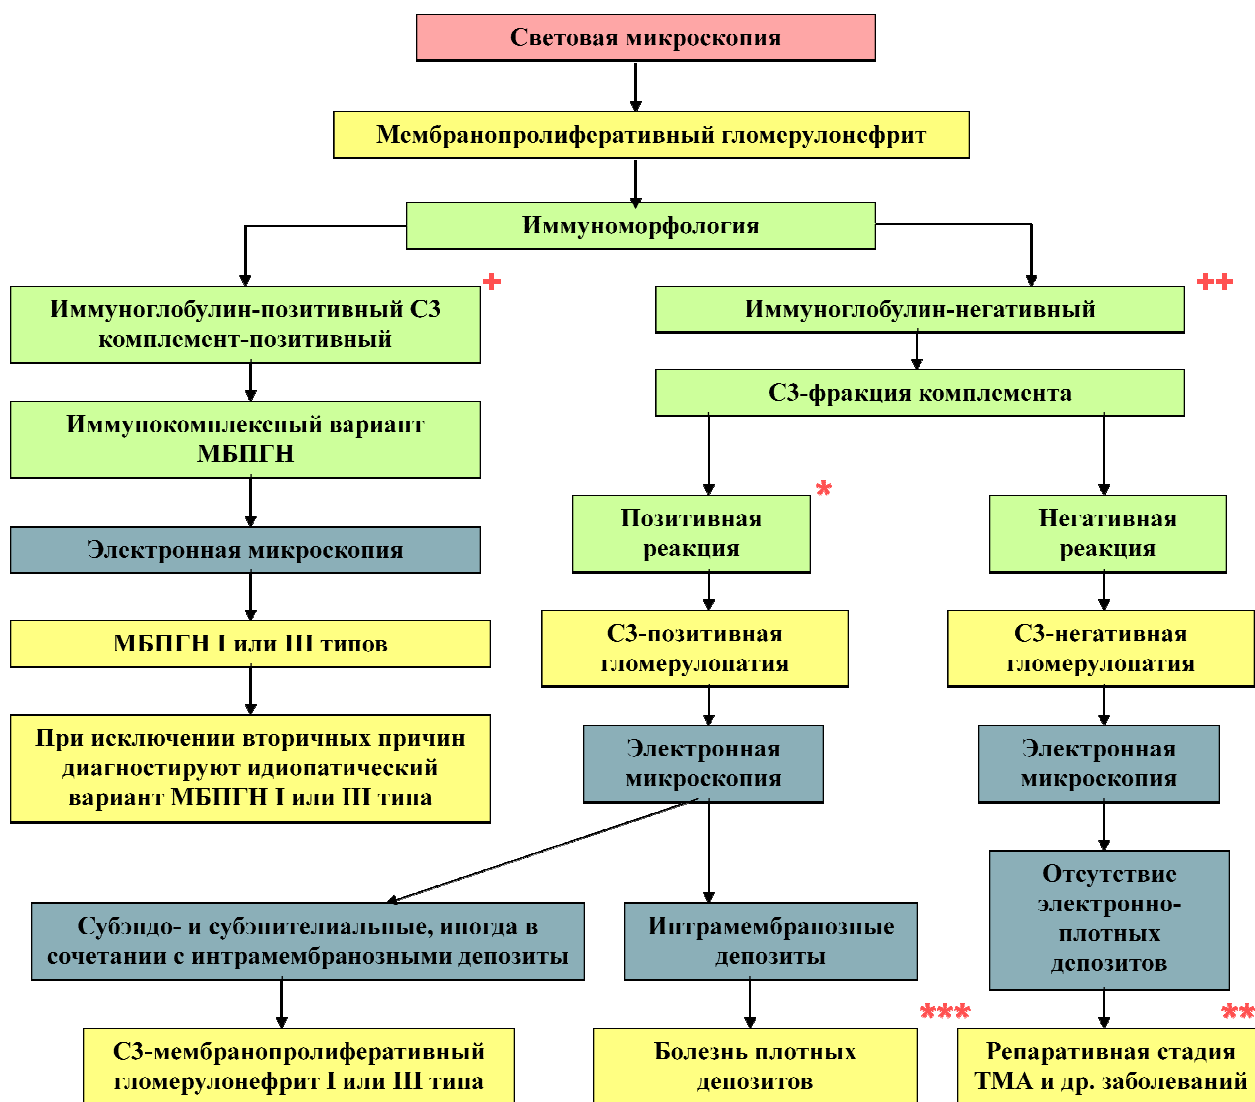 Световая микроскопия
Мембранопролиферативный гломерулонефрит
Иммуноморфология
+
Иммуноглобулин-позитивный С3
комплемент-позитивный
++
Иммуноглобулин-негативный
С3-фракция комплемента
Иммунокомплексный вариант
МБПГН
*
Позитивная
реакция
Негативная
реакция
Электронная микроскопия
МБПГН I или III типов
С3-позитивная
гломерулопатия
С3-негативная
гломерулопатия
При исключении вторичных причин
диагностируют идиопатический
вариант МБПГН I или III типа
Электронная
микроскопия
Электронная
микроскопия
Субэндо- и субэпителиальные, иногда в
сочетании с интрамембранозными депозиты
Интрамембранозные
депозиты
Отсутствие
электронно-
плотных
депозитов
С3-мембранопролиферативный
гломерулонефрит I или III типа
***
Болезнь плотных
депозитов
**
Репаративная стадия
ТМА и др. заболеваний